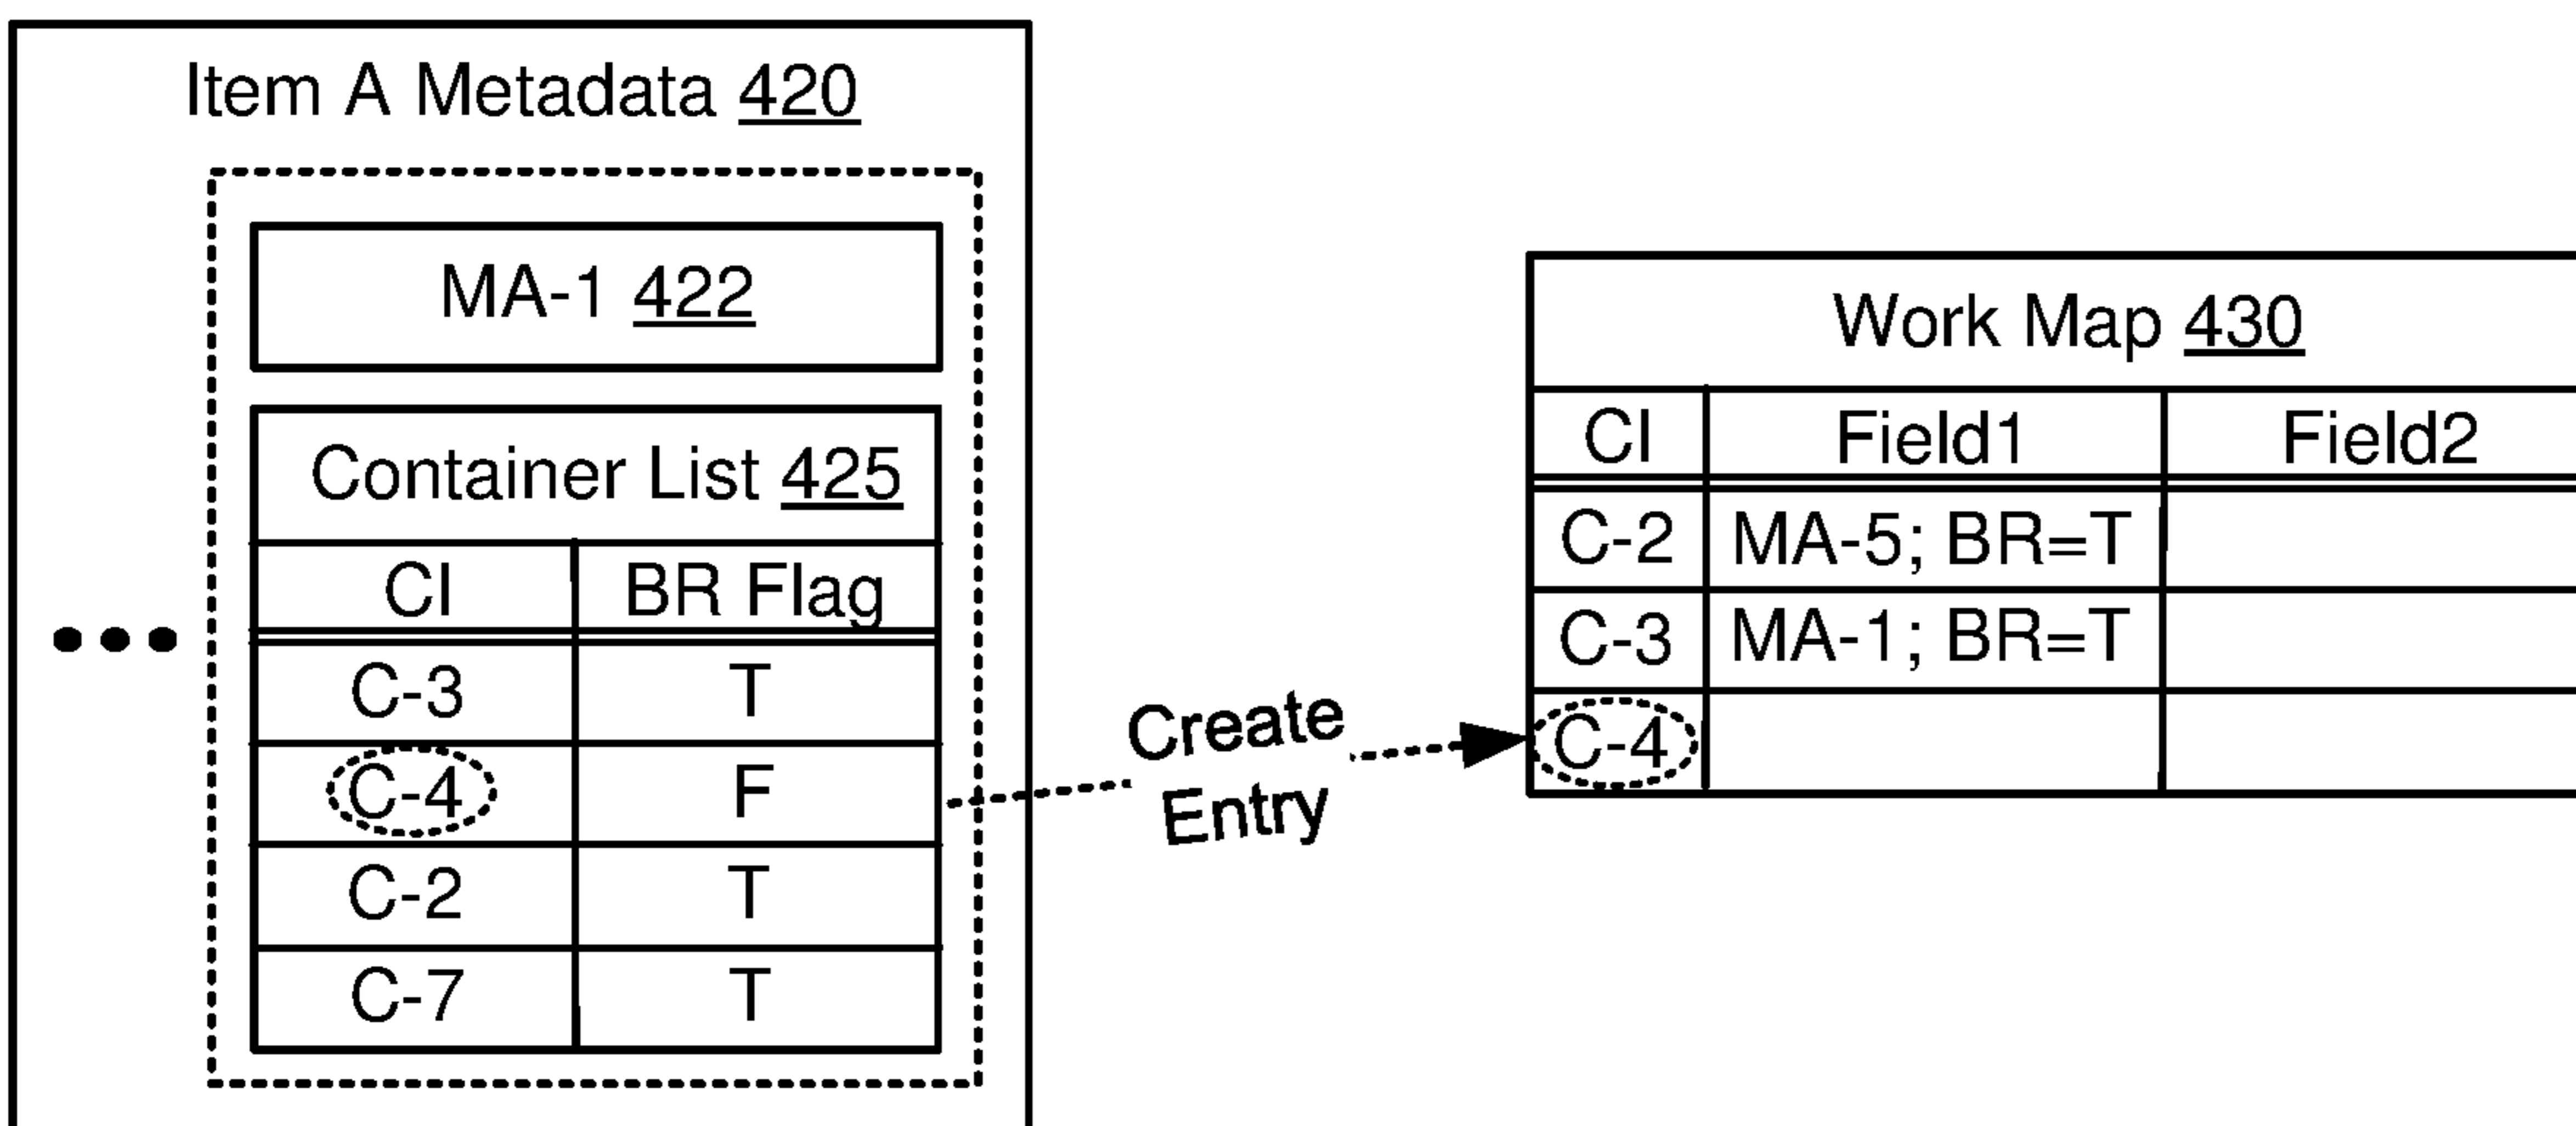 Item A Metadata 420
MA-1 422
Container List 425
CI BR Flag
C-3 T
C-4 F
C-2 T
C-7 T
Create
Entry
Work Map 430
CI Field1 Field2
C-2 MA-5; BR=T
C-3 MA-1; BR=T
C-4